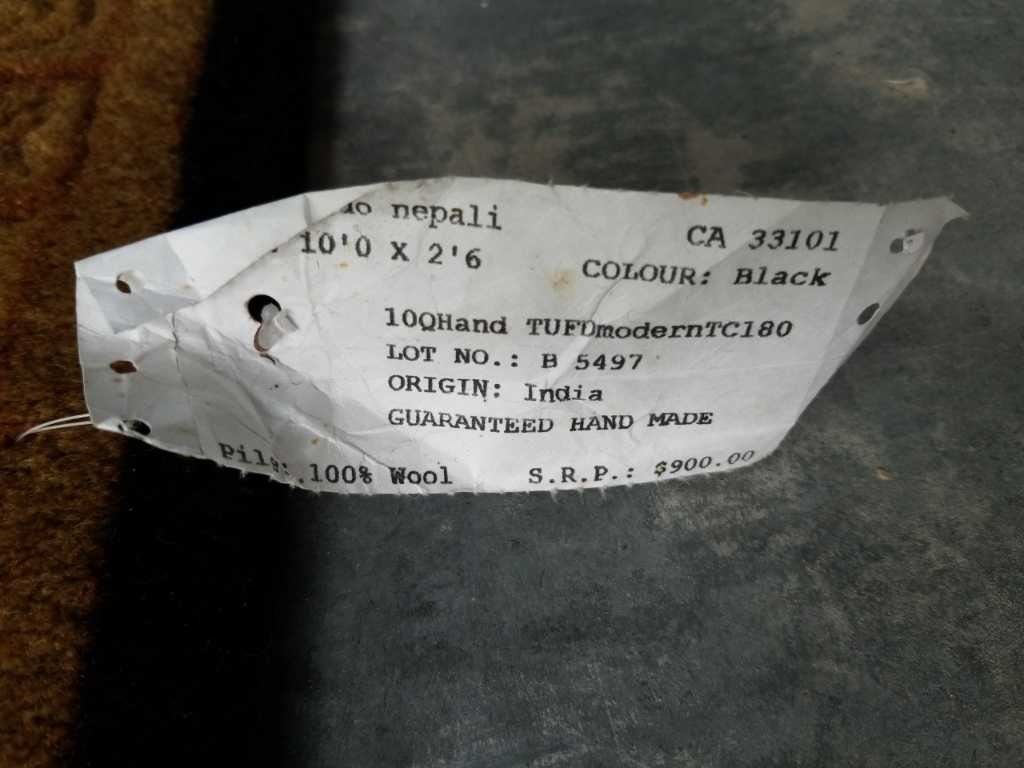 nepali
CA 33101
10'0 X 2'6
COLOUR: Black
10QHand TUFDmodernTC180
LOT NO.: B 5497
ORIGIN: India
GUARANTEED HAND MADE
Pile: 100% Wool
S.R.P.: $900.00